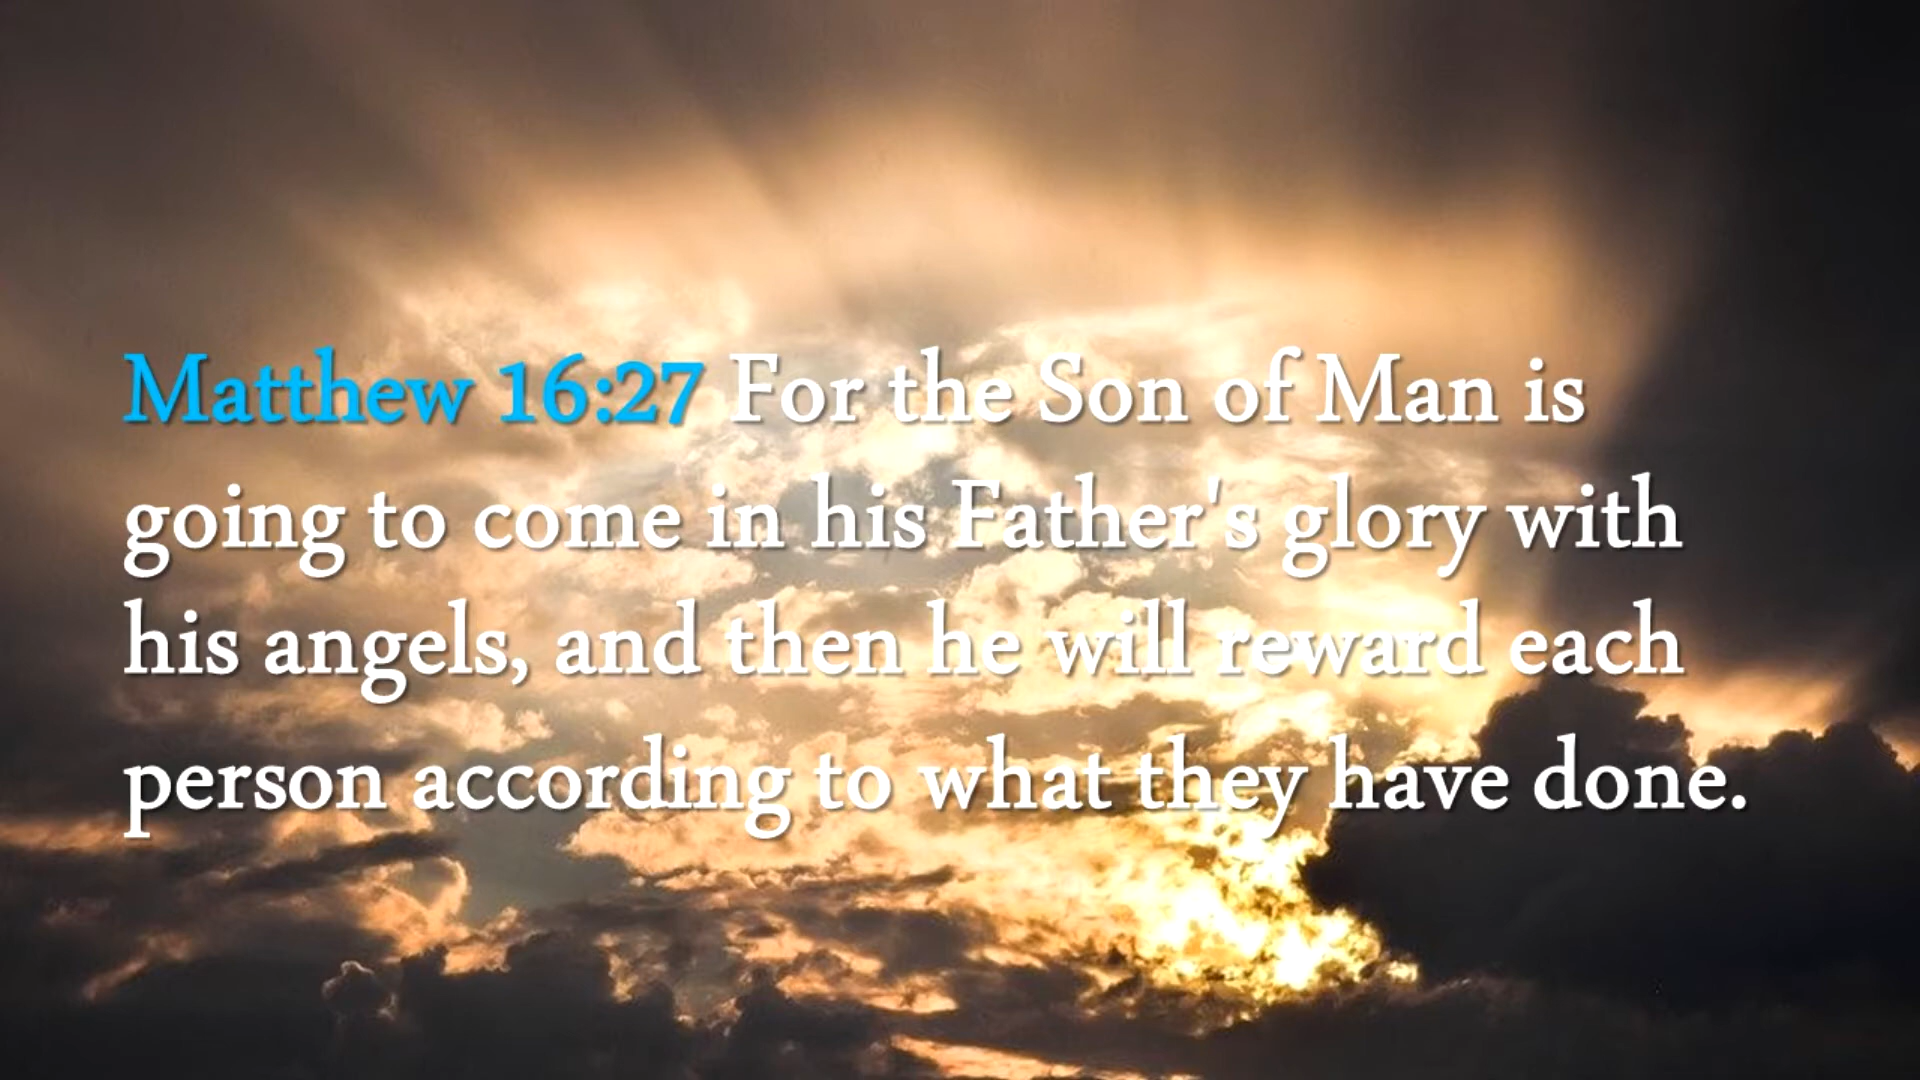 Matthew 16:27 For the Son of Man is
going to come in his Father's glory with
his angels, and then he will reward each
person according to what they have done.